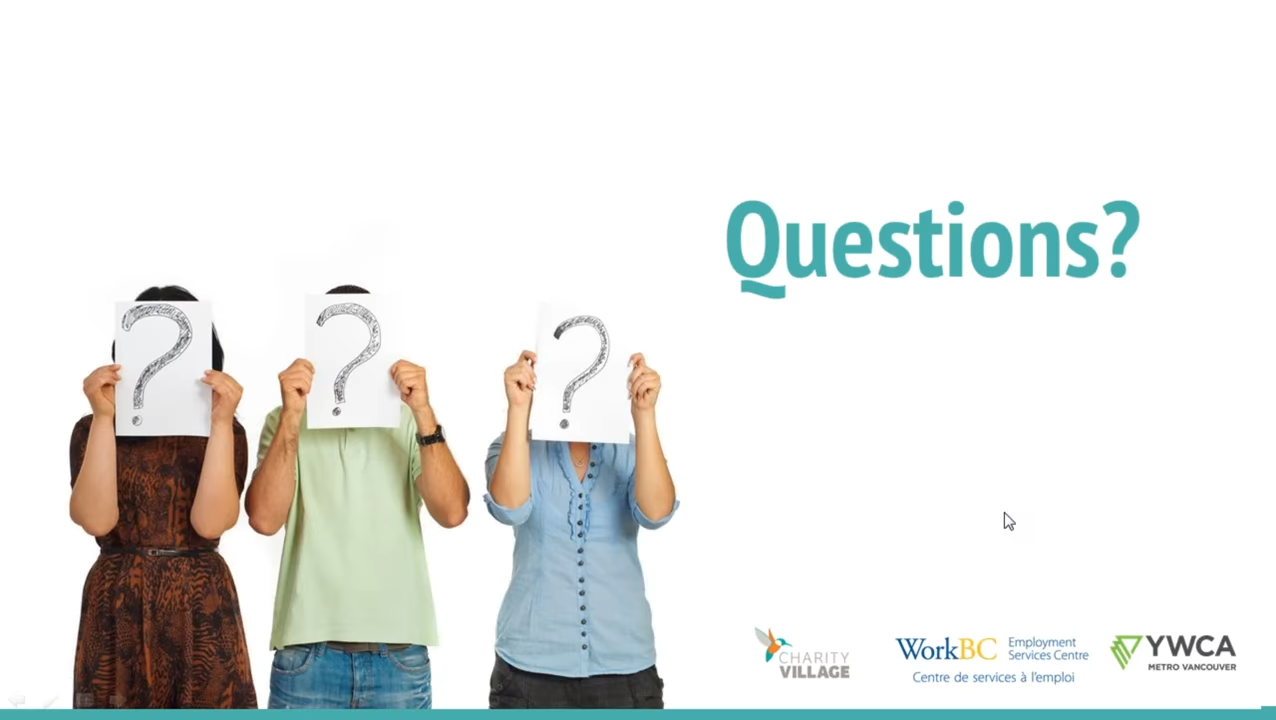 Questions?
?
?
?
CHARITY
VILLAGE
WorkBC
Employment
Services Centre
Centre de services à l'emploi
YWCA
METRO VANCOUVER